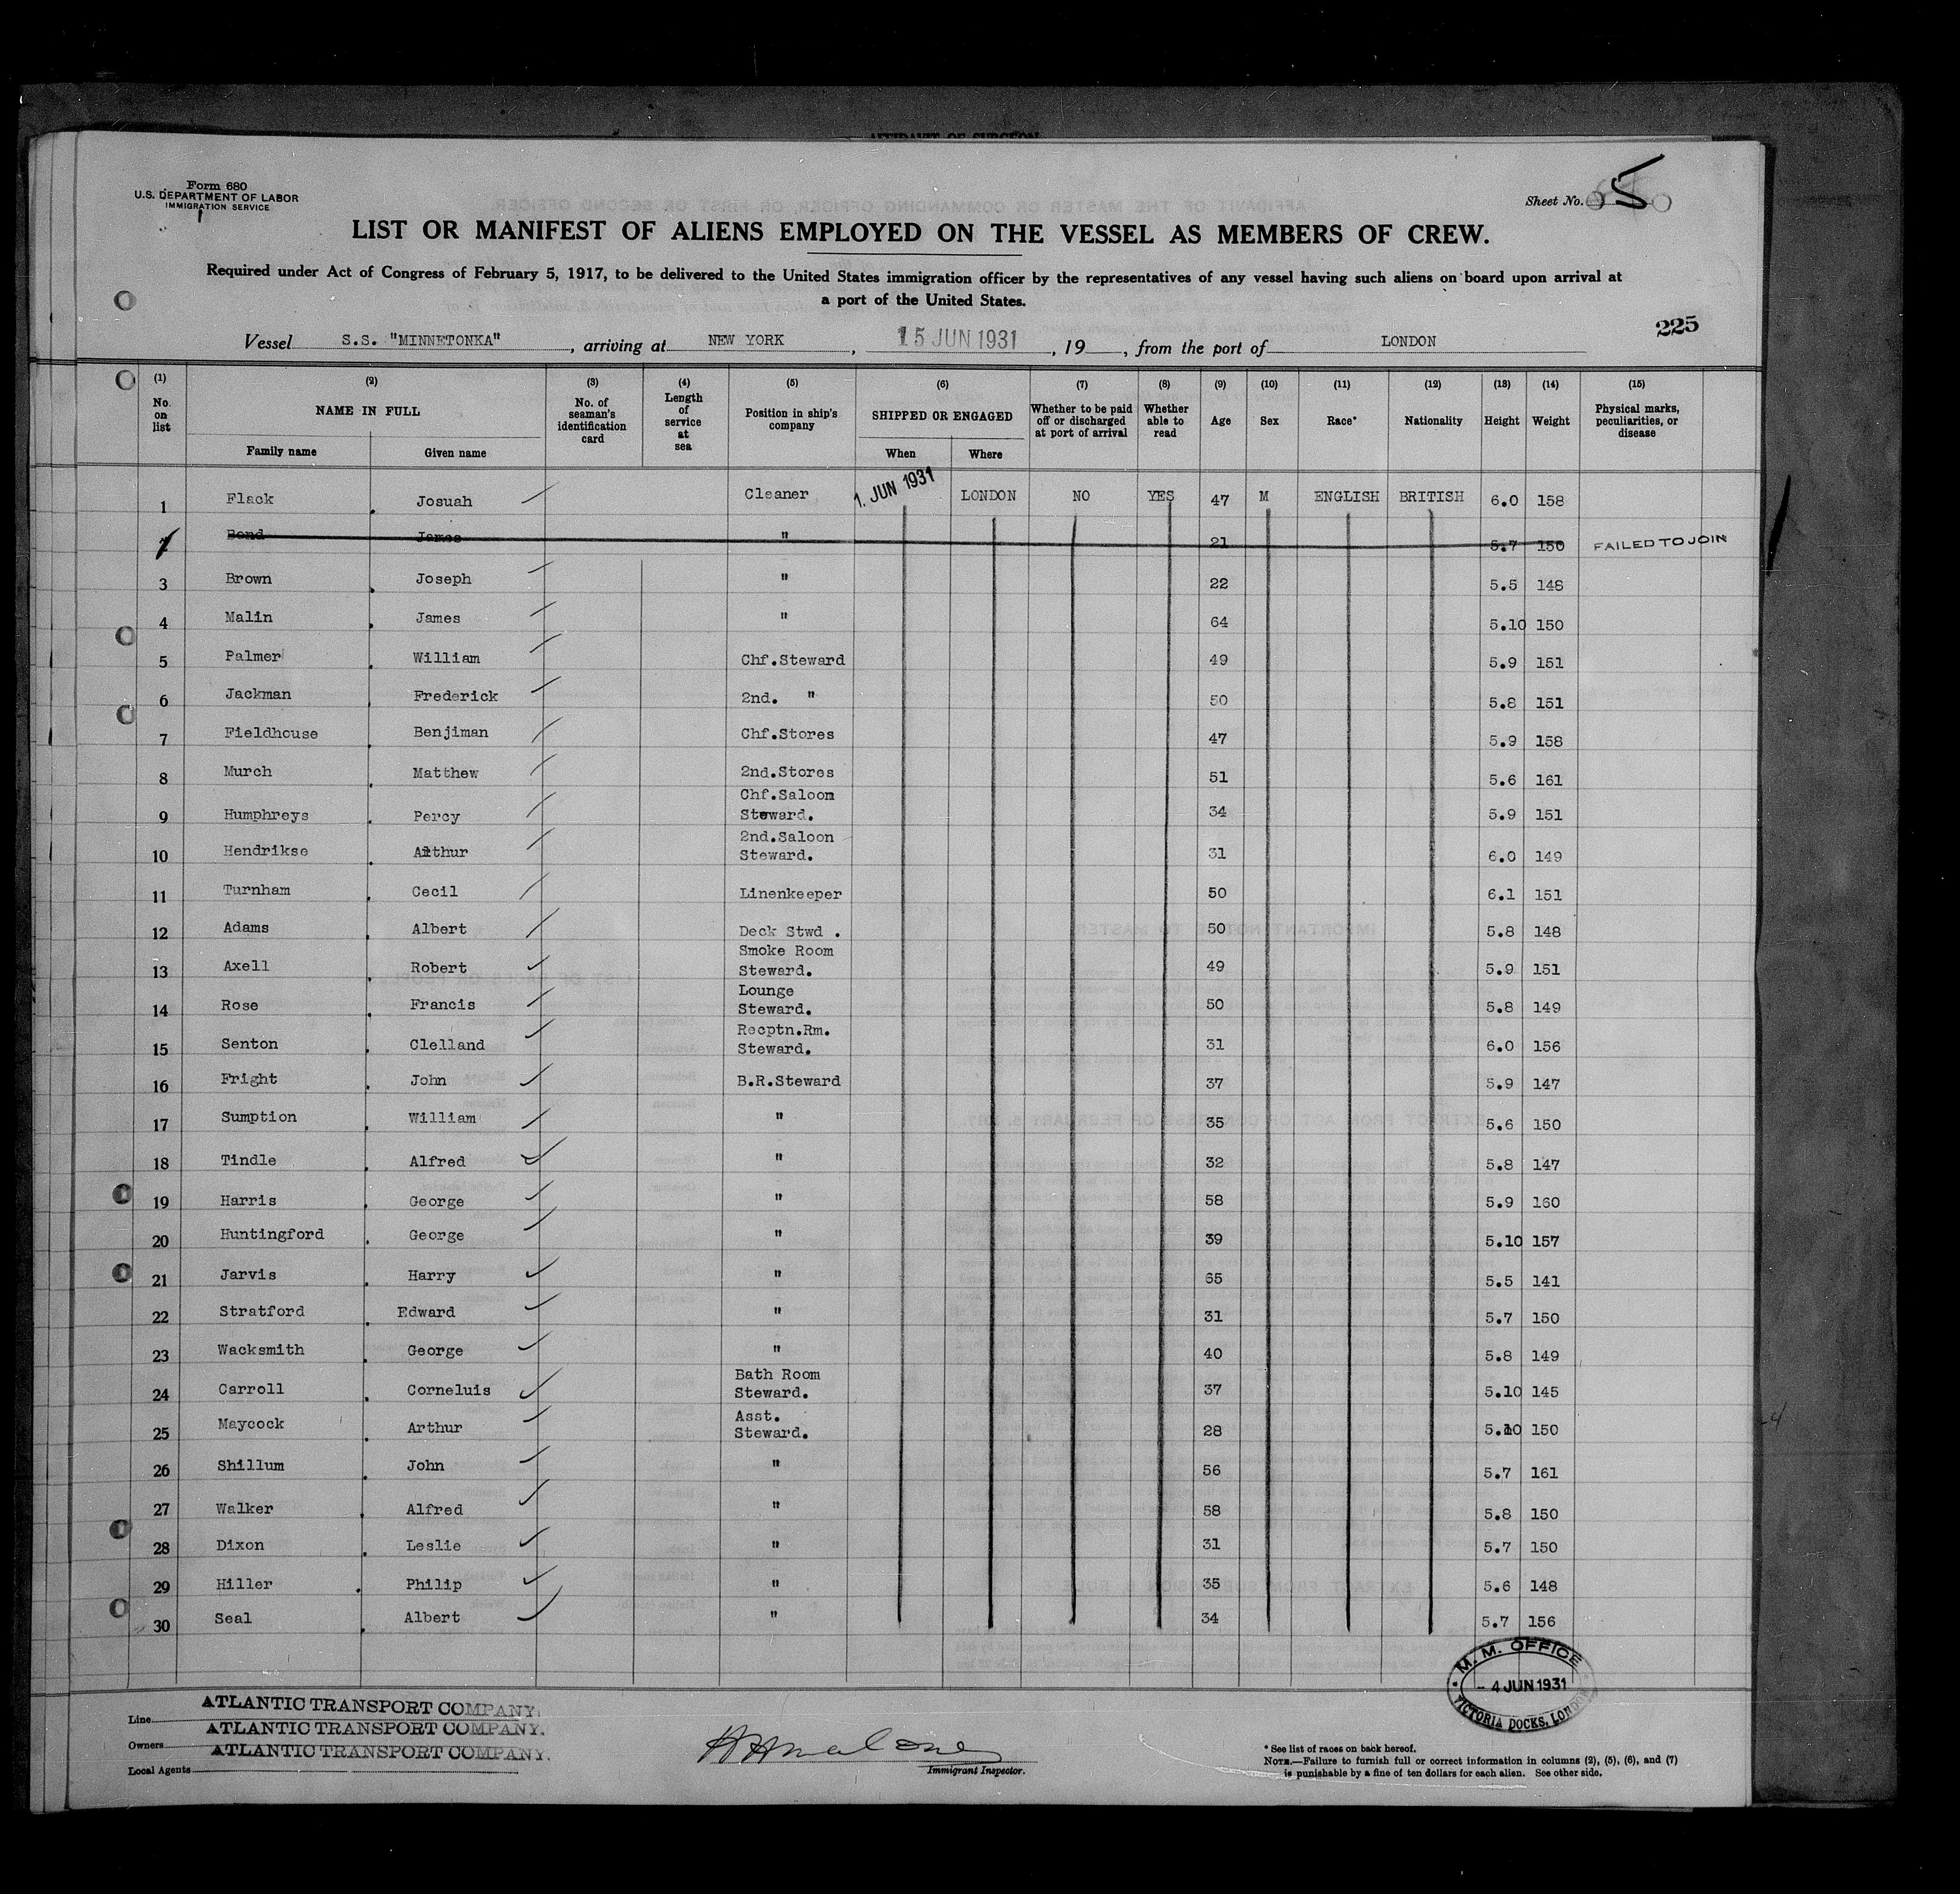 AFFIDAVIT OF SURGEON
Form 680
U.S. DEPARTMENT OF LABOR
IMMIGRATION SERVICE
Sheet No. 5
LIST OR MANIFEST OF ALIENS EMPLOYED ON THE VESSEL AS MEMBERS OF CREW.
Required under Act of Congress of February 5, 1917, to be delivered to the United States immigration officer by the representatives of any vessel having such aliens on board upon arrival at
a port of the United States.
225
Vessel S.S. "MINNETONKA", arriving at NEW YORK, 15 JUN 1931, 19 , from the port of LONDON
(1) (2) (3) (4) (5) (6) (7) (8) (9) (10) (11) (12) (13) (14) (15)
No. on list NAME IN FULL No. of seaman's identification card Length of service at sea Position in ship's company SHIPPED OR ENGAGED Whether to be paid off or discharged at port of arrival Whether able to read Age Sex Race* Nationality Height Weight Physical marks, peculiarities, or disease
Family name Given name When Where
1 Flack Josuah Cleaner 1. JUN 1931 LONDON NO YES 47 M ENGLISH BRITISH 6.0 158
2 Bond James " 21 5.7 150 FAILED TO JOIN
3 Brown Joseph " 22 5.5 148
4 Malin James " 64 5.10 150
5 Palmer William Chf.Steward 49 5.9 151
6 Jackman Frederick 2nd. " 50 5.8 151
7 Fieldhouse Benjiman Chf.Stores 47 5.9 158
8 Murch Matthew 2nd.Stores 51 5.6 161
9 Humphreys Percy Chf.Saloon Steward. 34 5.9 151
10 Hendrikse Arthur 2nd.Saloon Steward. 31 6.0 149
11 Turnham Cecil Linenkeeper 50 6.1 151
12 Adams Albert Deck Stwd . 50 5.8 148
13 Axell Robert Smoke Room Steward. 49 5.9 151
14 Rose Francis Lounge Steward. 50 5.8 149
15 Senton Clelland Recptn.Rm. Steward. 31 6.0 156
16 Fright John B.R.Steward 37 5.9 147
17 Sumption William " 35 5.6 150
18 Tindle Alfred " 32 5.8 147
19 Harris George " 58 5.9 160
20 Huntingford George " 39 5.10 157
21 Jarvis Harry " 65 5.5 141
22 Stratford Edward " 31 5.7 150
23 Wacksmith George " 40 5.8 149
24 Carroll Corneluis Bath Room Steward. 37 5.10 145
25 Maycock Arthur Asst. Steward. 28 5.10 150
26 Shillum John " 56 5.7 161
27 Walker Alfred " 58 5.8 150
28 Dixon Leslie " 31 5.7 150
29 Hiller Philip " 35 5.6 148
30 Seal Albert " 34 5.7 156
M. M. OFFICE
- 4 JUN 1931
VICTORIA DOCKS, LONDON
Line ATLANTIC TRANSPORT COMPANY.
Owners ATLANTIC TRANSPORT COMPANY.
Local Agents ATLANTIC TRANSPORT COMPANY.
Immigrant Inspector.
* See list of races on back hereof.
NOTE.—Failure to furnish full or correct information in columns (2), (5), (6), and (7)
is punishable by a fine of ten dollars for each alien. See other side.